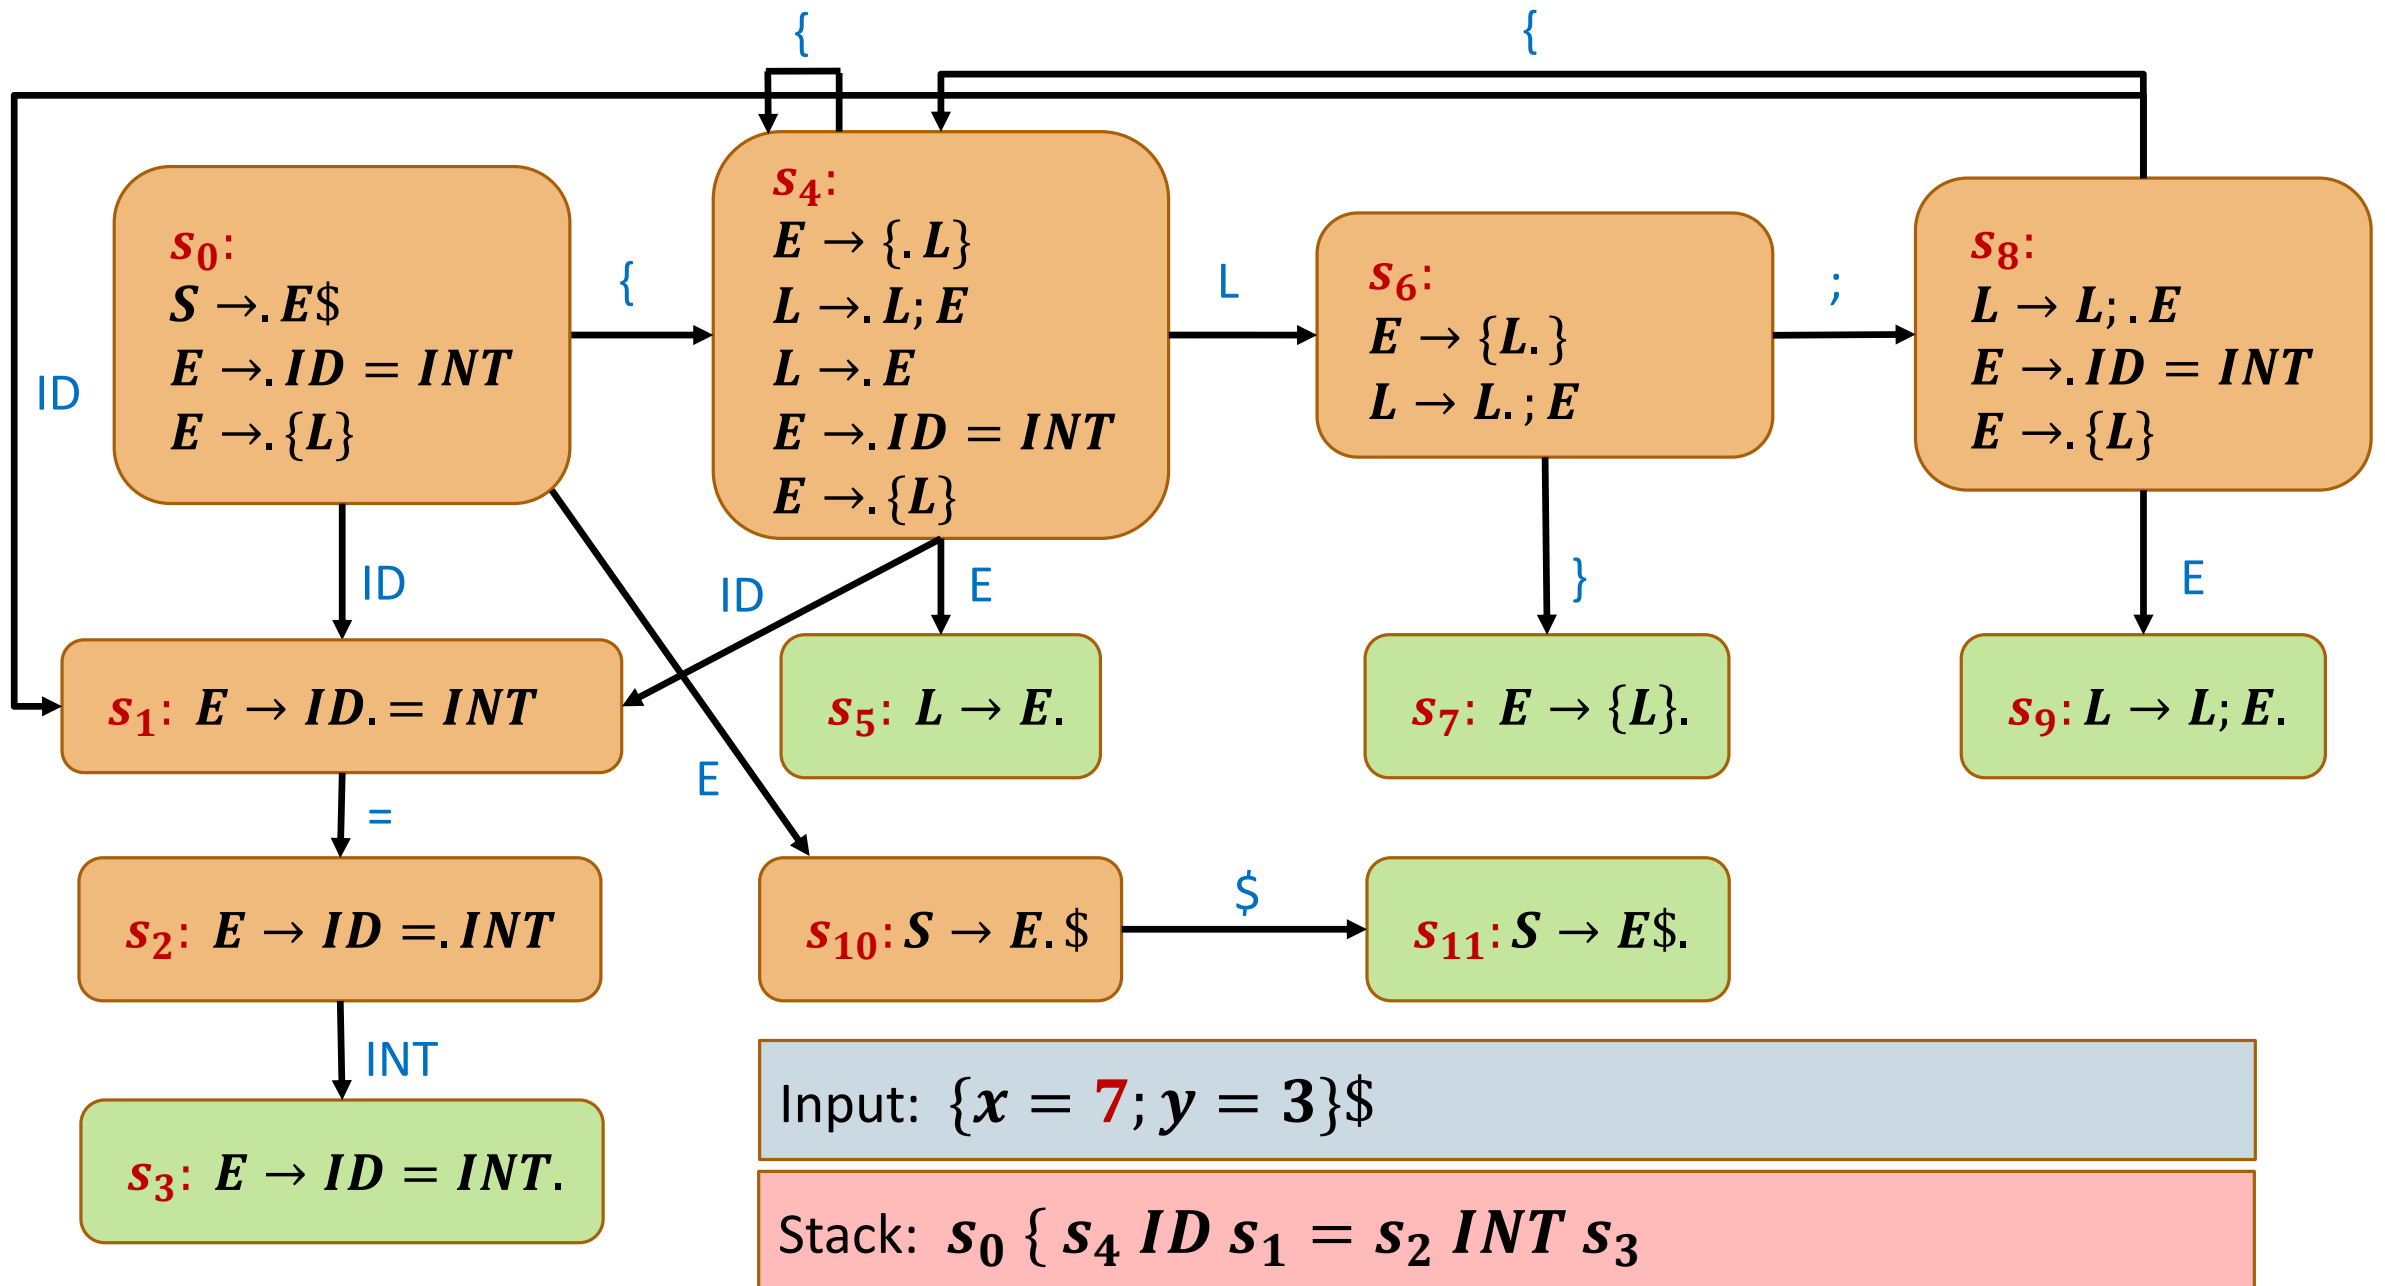 {
{
s₀:
S →. E$
E →. ID = INT
E →. {L}
{
s₄:
E → {. L}
L →. L; E
L →. E
E →. ID = INT
E →. {L}
L
s₆:
E → {L. }
L → L. ; E
;
s₈:
L → L; . E
E →. ID = INT
E →. {L}
ID
ID
ID
E
}
E
s₁: E → ID. = INT
s₅: L → E.
s₇: E → {L}.
s₉: L → L; E.
E
=
s₂: E → ID =. INT
s₁₀: S → E. $
$
s₁₁: S → E$.
INT
s₃: E → ID = INT.
Input: {x = 7; y = 3}$
Stack: s₀ { s₄ ID s₁ = s₂ INT s₃